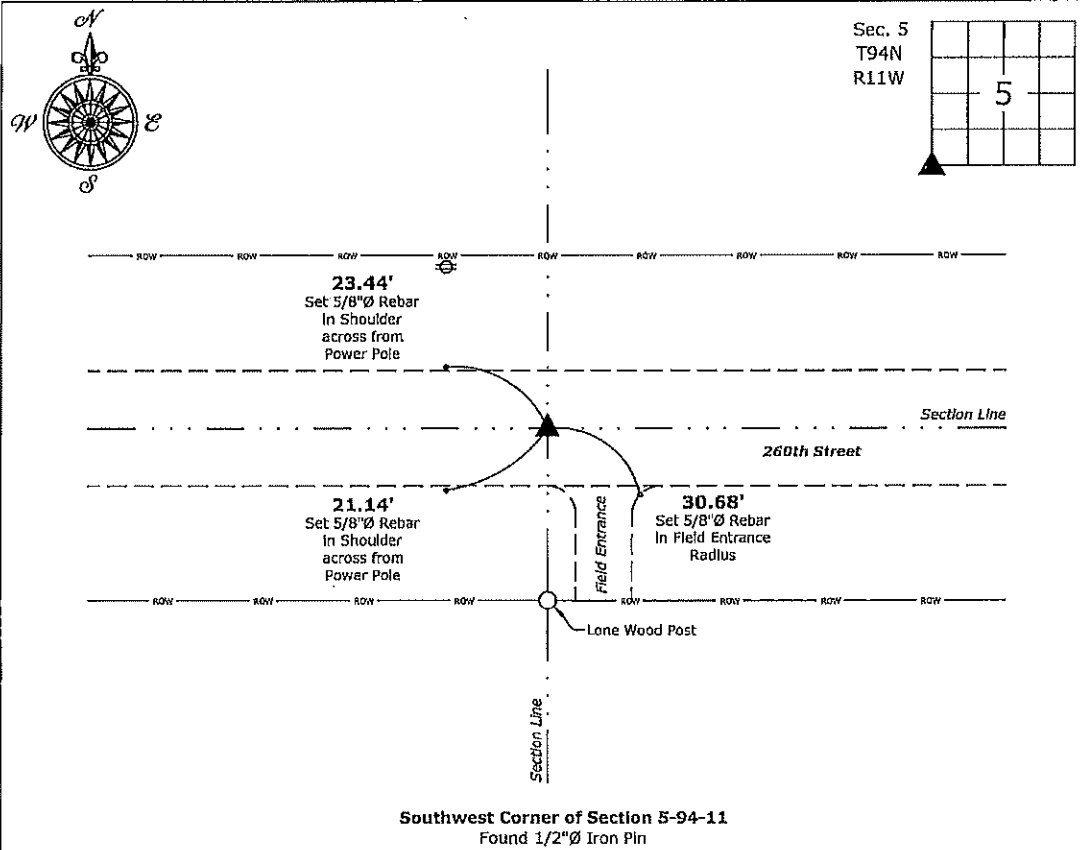 N
W
E
S
Sec. 5
T94N
R11W
5
ROW ROW ROW ROW ROW ROW ROW ROW ROW
23.44'
Set 5/8"Ø Rebar
in Shoulder
across from
Power Pole
Section Line
260th Street
21.14'
Set 5/8"Ø Rebar
in Shoulder
across from
Power Pole
Field Entrance
30.68'
Set 5/8"Ø Rebar
in Field Entrance
Radius
ROW ROW ROW ROW ROW ROW ROW ROW
Lone Wood Post
Section Line
Southwest Corner of Section 5-94-11
Found 1/2"Ø Iron Pin